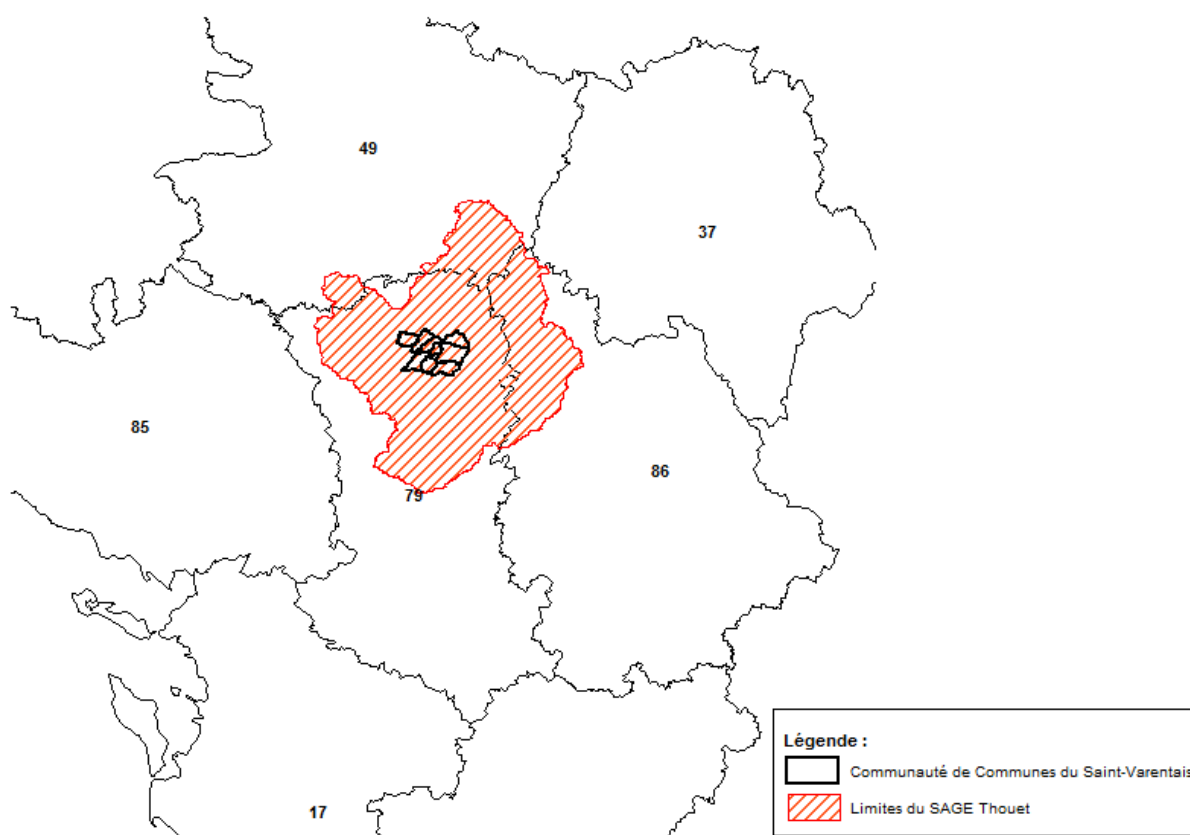 49
37
85
86
79
17
Légende :
Communauté de Communes du Saint-Varentais
Limites du SAGE Thouet